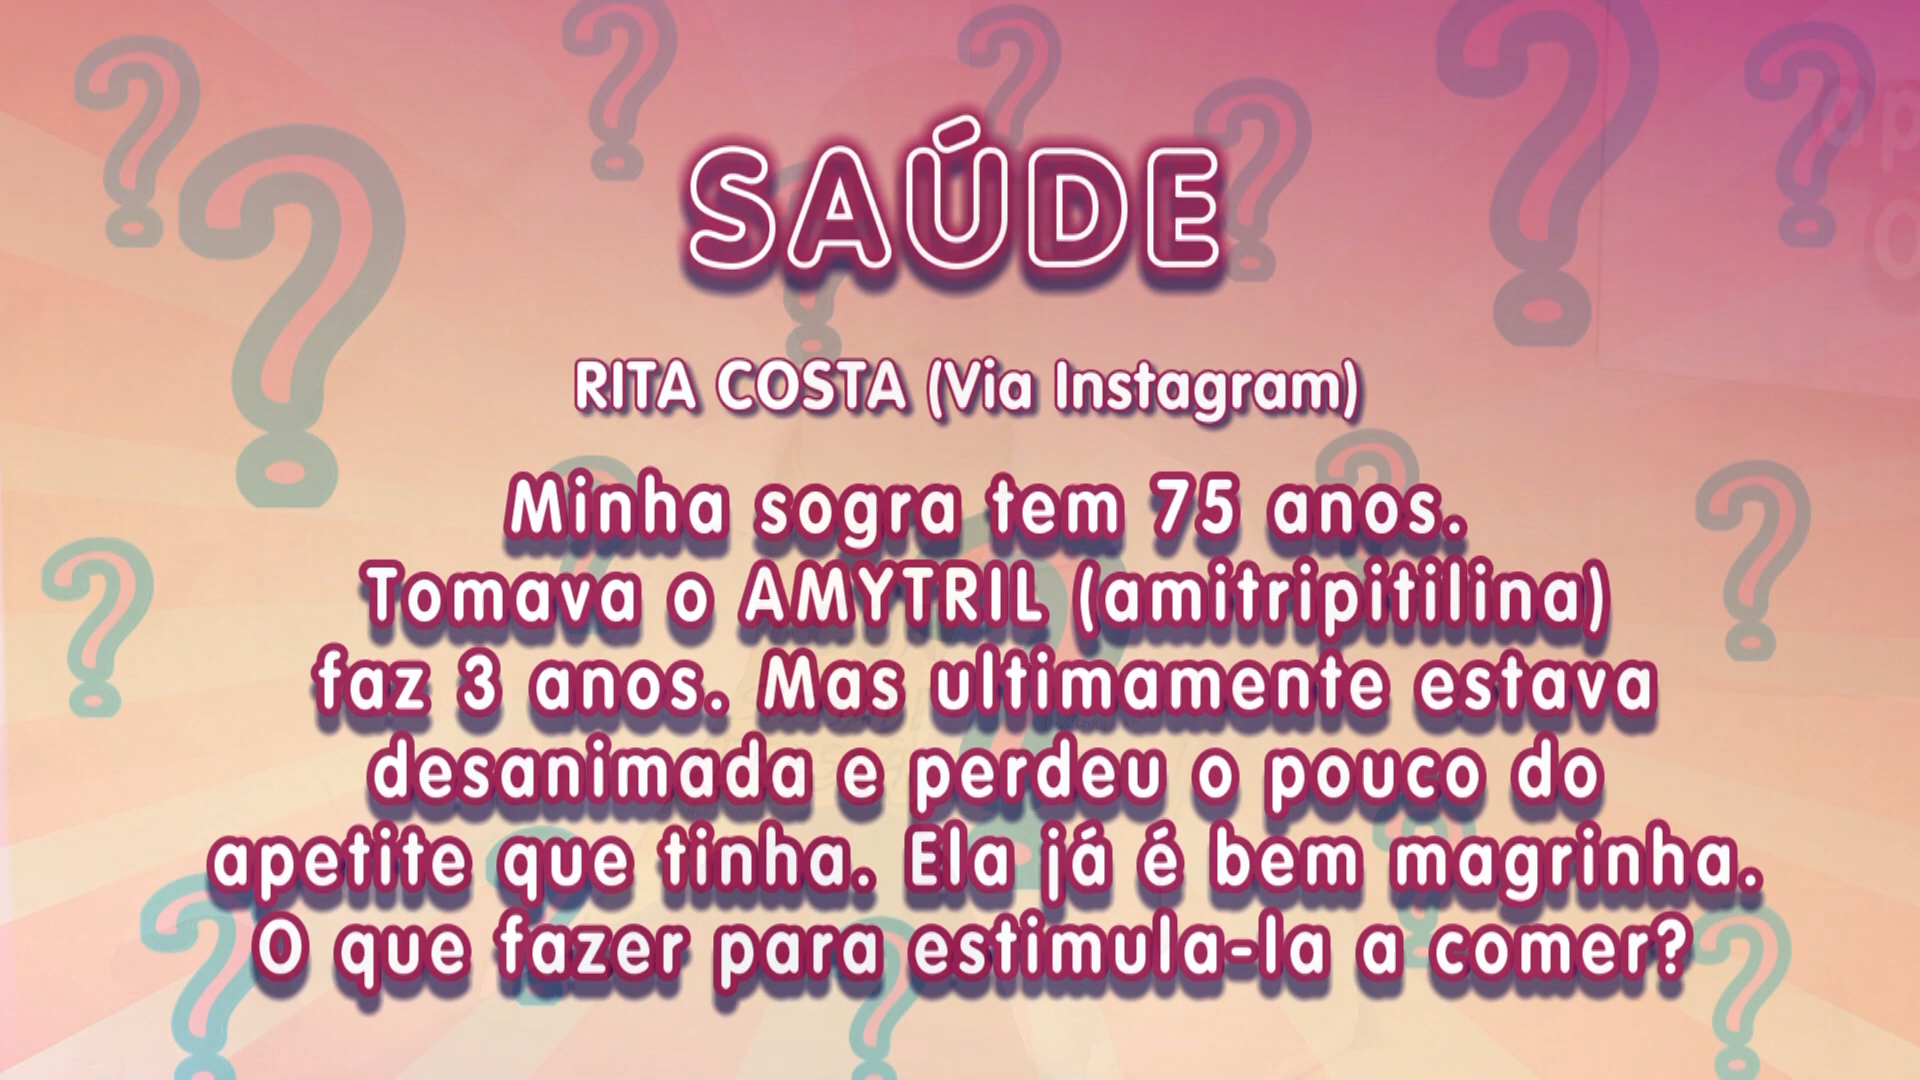 SAÚDE
RITA COSTA (Via Instagram)
Minha sogra tem 75 anos.
Tomava o AMYTRIL (amitripitilina)
faz 3 anos. Mas ultimamente estava
desanimada e perdeu o pouco do
apetite que tinha. Ela já é bem magrinha.
O que fazer para estimula-la a comer?